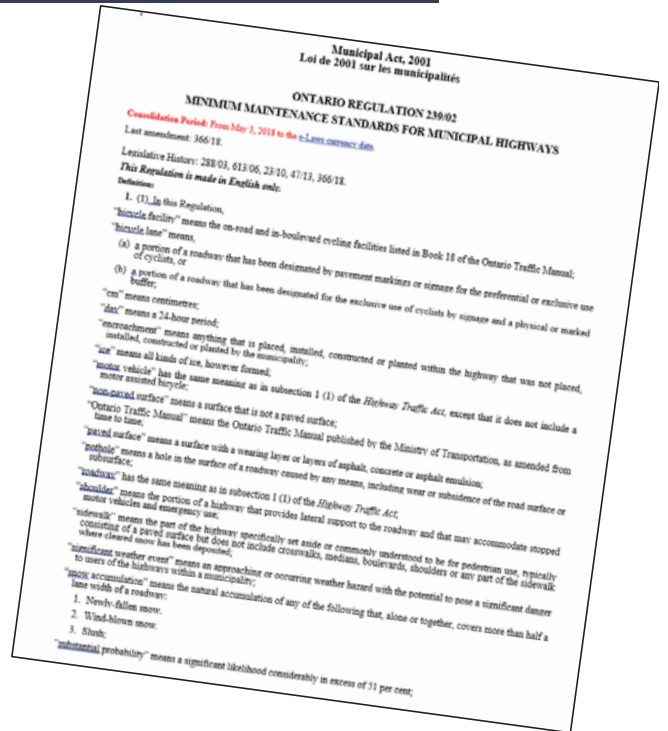 Municipal Act, 2001
Loi de 2001 sur les municipalités
ONTARIO REGULATION 239/02
MINIMUM MAINTENANCE STANDARDS FOR MUNICIPAL HIGHWAYS
Consolidation Period: From May 3, 2018 to the e-Laws currency date.
Last amendment: 366/18.
Legislative History: 288/03, 613/06, 23/10, 47/13, 366/18.
This Regulation is made in English only.
Definitions
1. (1) In this Regulation,
“bicycle facility” means the on-road and in-boulevard cycling facilities listed in Book 18 of the Ontario Traffic Manual;
“bicycle lane” means,
(a) a portion of a roadway that has been designated by pavement markings or signage for the preferential or exclusive use
of cyclists, or
(b) a portion of a roadway that has been designated for the exclusive use of cyclists by signage and a physical or marked
buffer;
“cm” means centimetres;
“day” means a 24-hour period;
“encroachment” means anything that is placed, installed, constructed or planted within the highway that was not placed,
installed, constructed or planted by the municipality;
“ice” means all kinds of ice, however formed;
“motor vehicle” has the same meaning as in subsection 1 (1) of the Highway Traffic Act, except that it does not include a
motor assisted bicycle;
“non-paved surface” means a surface that is not a paved surface;
“Ontario Traffic Manual” means the Ontario Traffic Manual published by the Ministry of Transportation, as amended from
time to time;
“paved surface” means a surface with a wearing layer or layers of asphalt, concrete or asphalt emulsion;
“pothole” means a hole in the surface of a roadway caused by any means, including wear or subsidence of the road surface or
subsurface;
“roadway” has the same meaning as in subsection 1 (1) of the Highway Traffic Act;
“shoulder” means the portion of a highway that provides lateral support to the roadway and that may accommodate stopped
motor vehicles and emergency use;
“sidewalk” means the part of the highway specifically set aside or commonly understood to be for pedestrian use, typically
consisting of a paved surface but does not include crosswalks, medians, boulevards, shoulders or any part of the sidewalk
where cleared snow has been deposited;
“significant weather event” means an approaching or occurring weather hazard with the potential to pose a significant danger
to users of the highways within a municipality;
“snow accumulation” means the natural accumulation of any of the following that, alone or together, covers more than half a
lane width of a roadway:
1. Newly-fallen snow.
2. Wind-blown snow.
3. Slush;
“substantial probability” means a significant likelihood considerably in excess of 51 per cent;